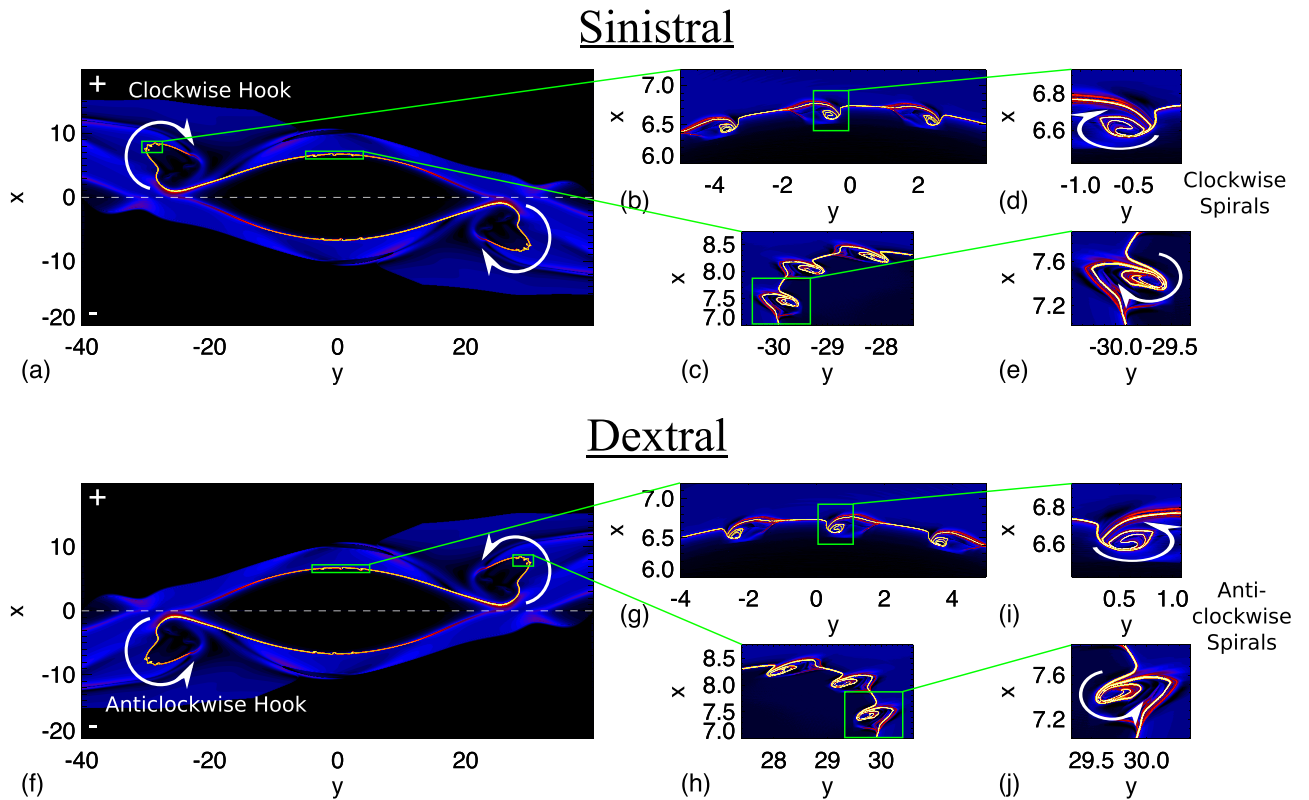 Sinistral
+
Clockwise Hook
x
10
0
-10
-20
-
-40
-20
0
20
y
(a)
x
7.0
6.5
6.0
-4
-2
0
2
y
(b)
x
8.5
8.0
7.5
7.0
-30
-29
-28
y
(c)
x
6.8
6.6
-1.0
-0.5
y
(d)
Clockwise
Spirals
x
7.6
7.2
-30.0
-29.5
y
(e)
Dextral
+
x
10
0
-10
-20
Anticlockwise Hook
-
-40
-20
0
20
y
(f)
x
7.0
6.5
6.0
-4
-2
0
2
4
y
(g)
x
8.5
8.0
7.5
7.0
28
29
30
y
(h)
x
6.8
6.6
0.5
1.0
y
(i)
Anti-
clockwise
Spirals
x
7.6
7.2
29.5
30.0
y
(j)